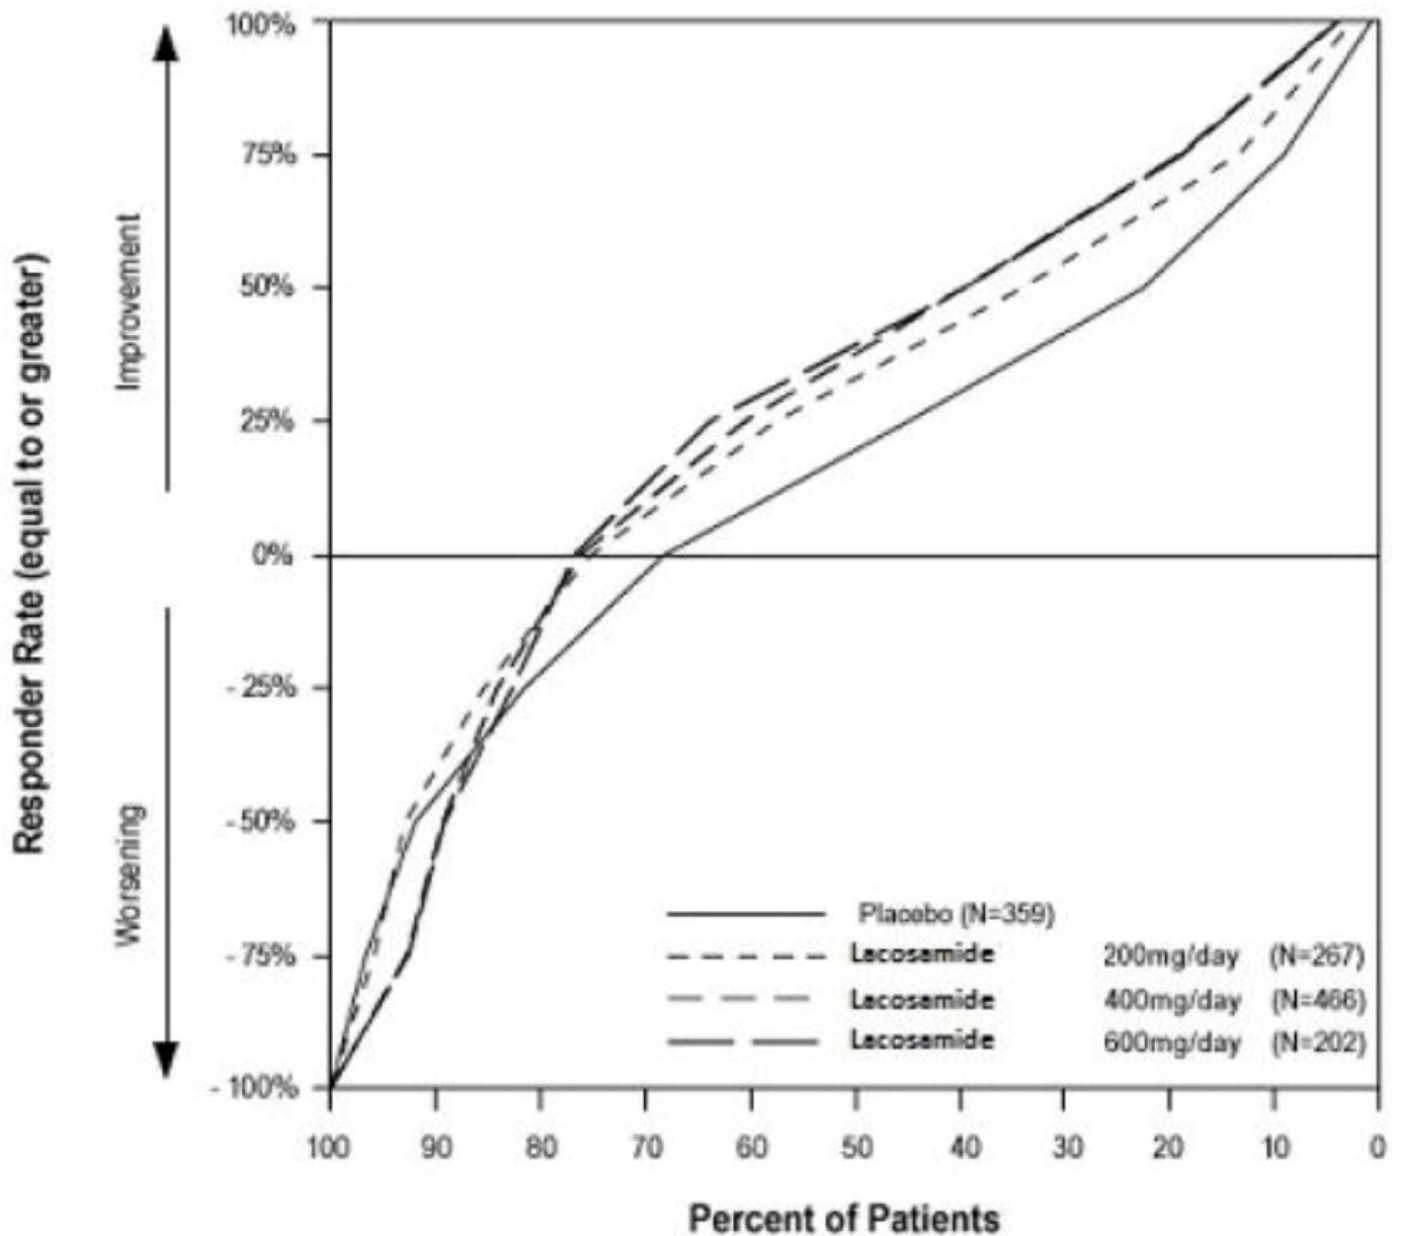 Responder Rate (equal to or greater)
Improvement
Worsening
100%
75%
50%
25%
0%
- 25%
- 50%
- 75%
- 100%
Placebo (N=359)
Lacosamide 200mg/day (N=267)
Lacosamide 400mg/day (N=466)
Lacosamide 600mg/day (N=202)
100 90 80 70 60 50 40 30 20 10 0
Percent of Patients